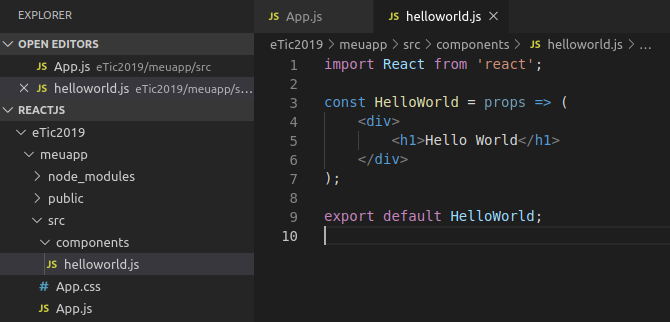 EXPLORER
OPEN EDITORS
JS App.js eTic2019/meuapp/src
JS helloworld.js eTic2019/meuapp/s...
REACTJS
eTic2019
meuapp
node_modules
public
src
components
JS helloworld.js
# App.css
JS App.js
JS App.js
JS helloworld.js
eTic2019 > meuapp > src > components > JS helloworld.js > ...
1 import React from 'react';
2
3 const HelloWorld = props => (
4 <div>
5 <h1>Hello World</h1>
6 </div>
7 );
8
9 export default HelloWorld;
10